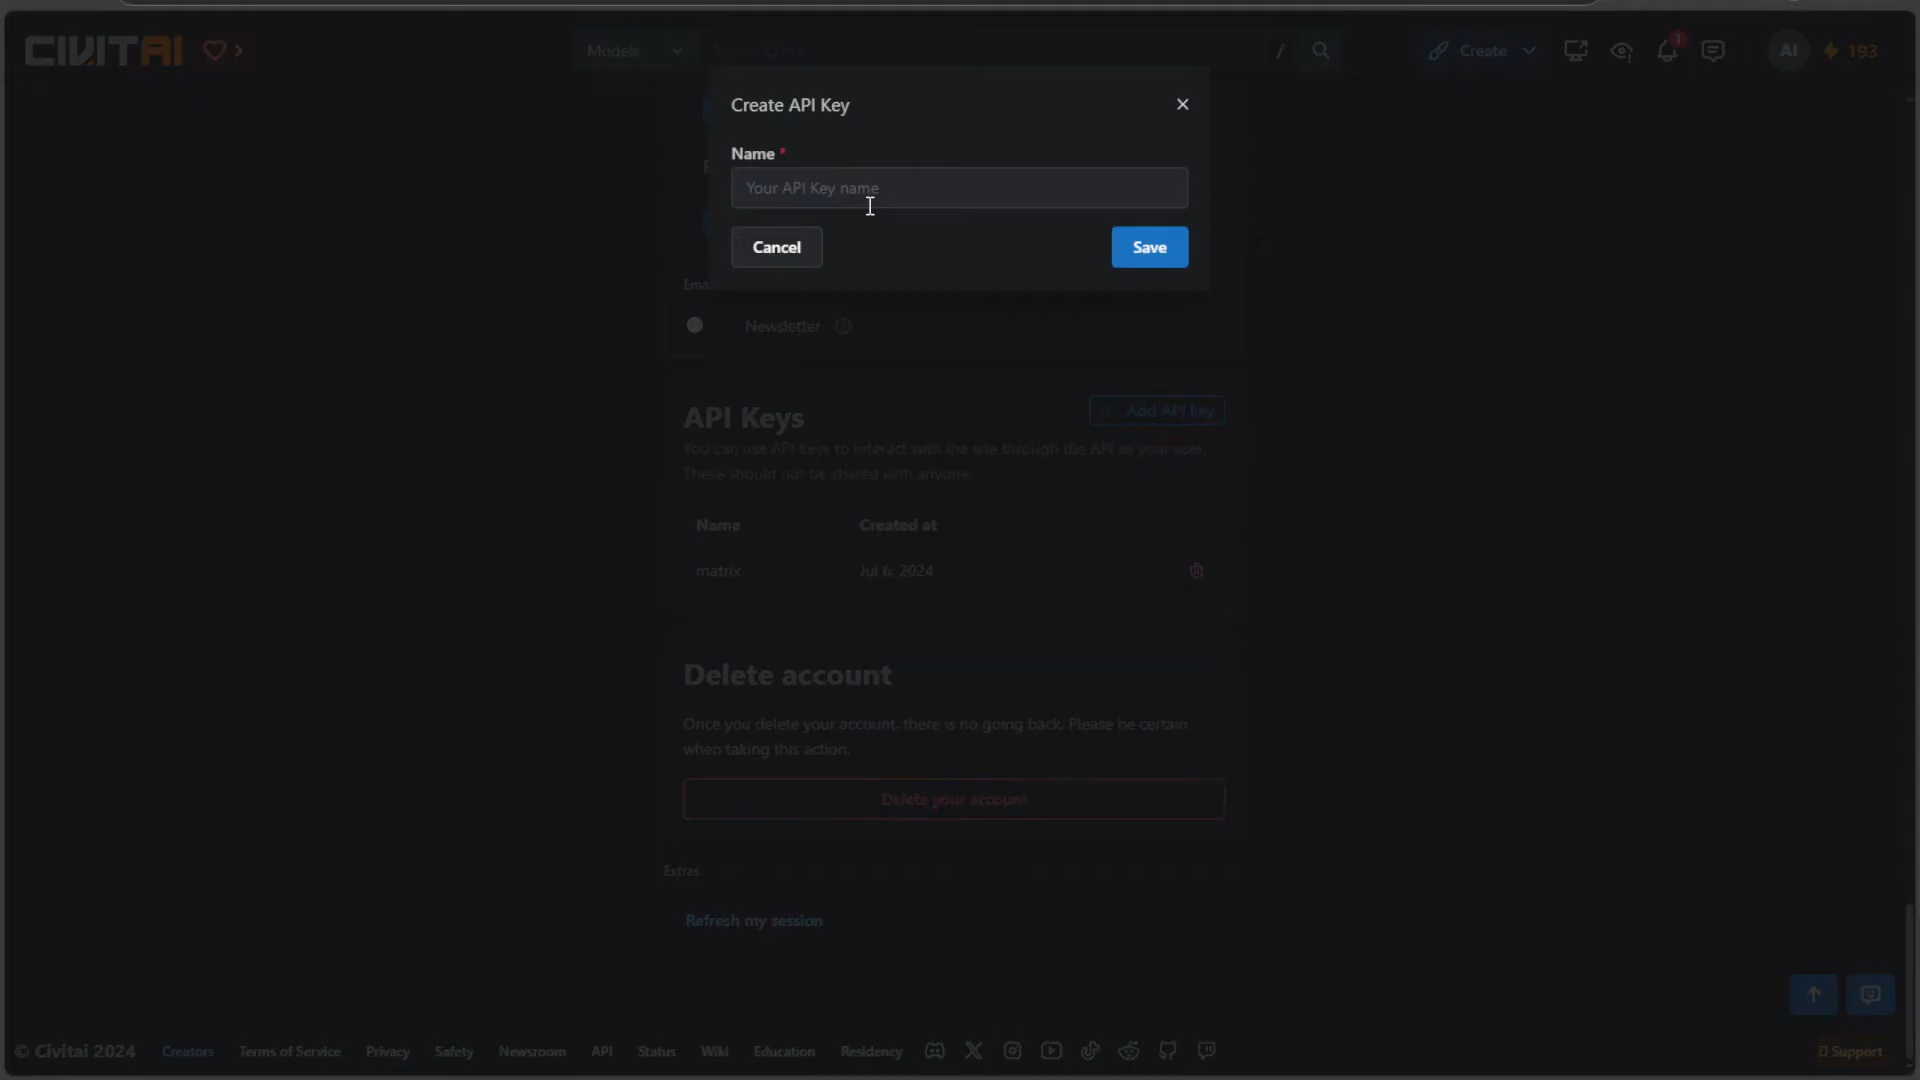 CIVITAI
Models
/
Create
1
AI
193
Create API Key
Name *
Your API Key name
Cancel
Save
Newsletter
API Keys
Add API key
You can use API keys to interact with the site through the API as your user.
These should not be shared with anyone.
Name Created at
matrix Jul 6, 2024
Delete account
Once you delete your account, there is no going back. Please be certain
when taking this action.
Delete your account
Extras
Refresh my session
© Civitai 2024 Creators Terms of Service Privacy Safety Newsroom API Status Wiki Education Residency
Support